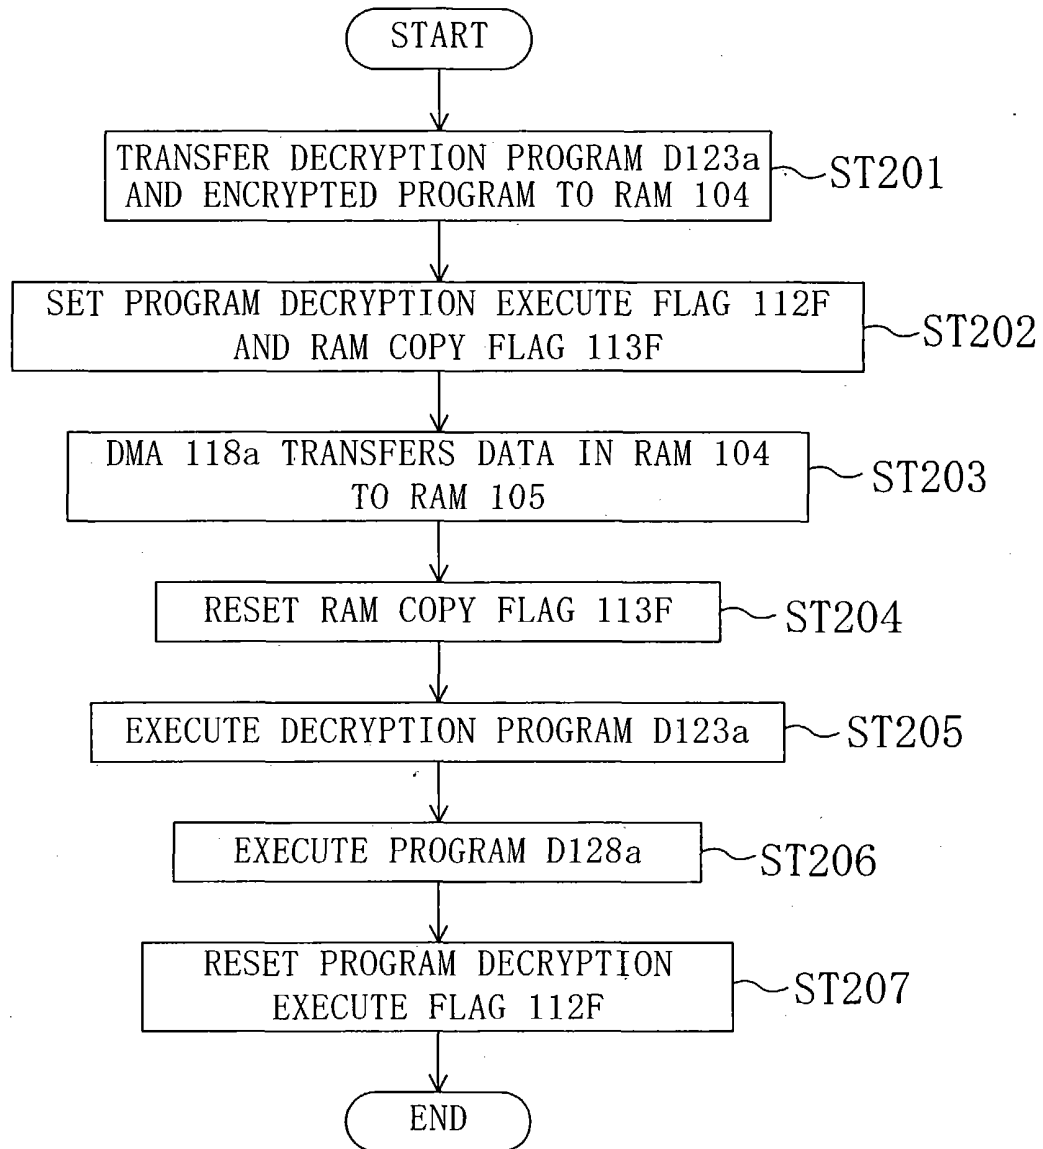 START
TRANSFER DECRYPTION PROGRAM D123a
AND ENCRYPTED PROGRAM TO RAM 104
ST201
SET PROGRAM DECRYPTION EXECUTE FLAG 112F
AND RAM COPY FLAG 113F
ST202
DMA 118a TRANSFERS DATA IN RAM 104
TO RAM 105
ST203
RESET RAM COPY FLAG 113F
ST204
EXECUTE DECRYPTION PROGRAM D123a
ST205
EXECUTE PROGRAM D128a
ST206
RESET PROGRAM DECRYPTION
EXECUTE FLAG 112F
ST207
END